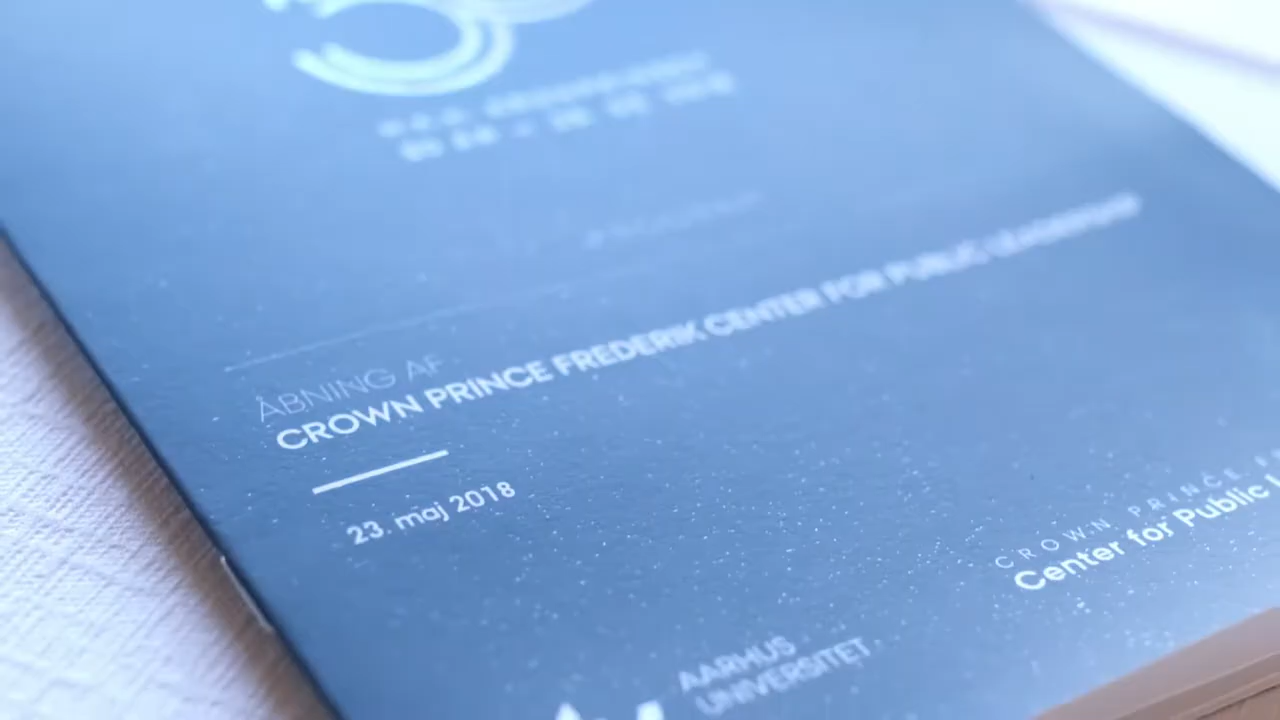 ÅBNING AF
CROWN PRINCE FREDERIK CENTER FOR PUBLIC LEADERSHIP
23. maj 2018
CROWN PRINCE
Center for Public
AARHUS
UNIVERSITET